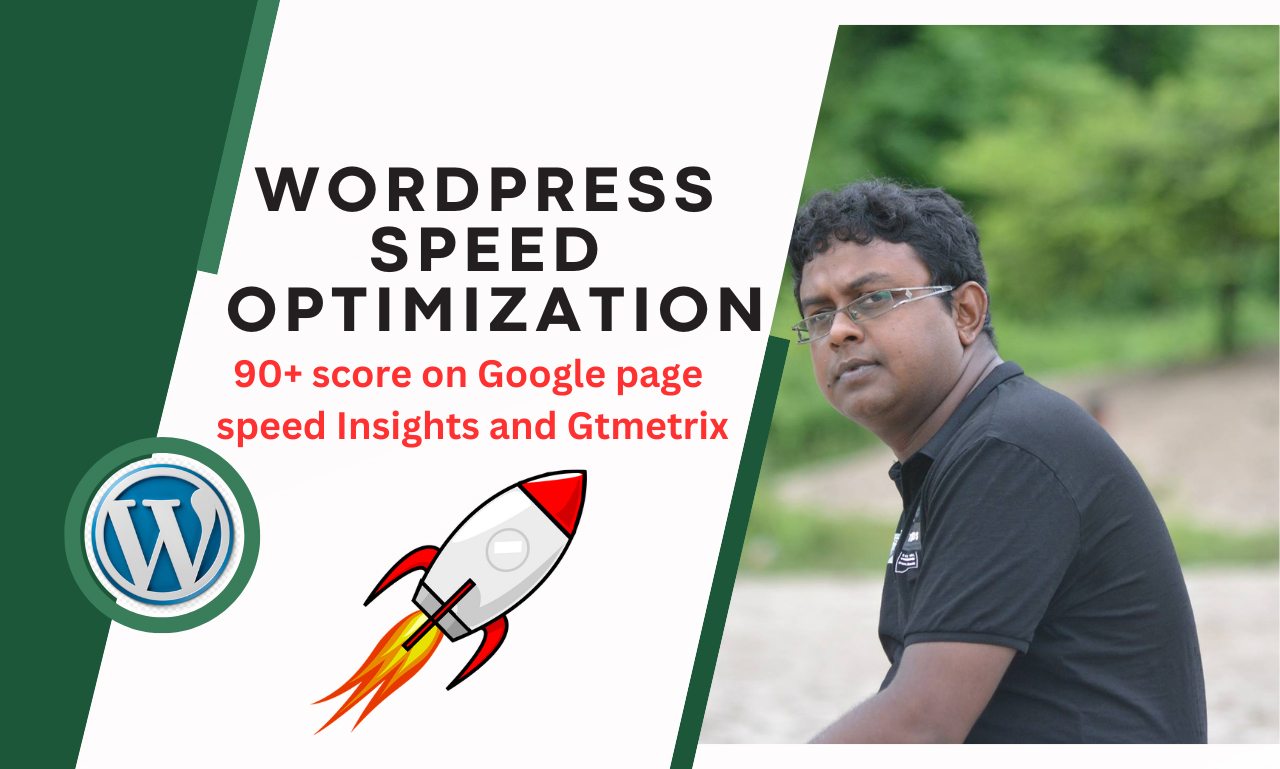 WORDPRESS
SPEED
OPTIMIZATION
90+ score on Google page
speed Insights and Gtmetrix